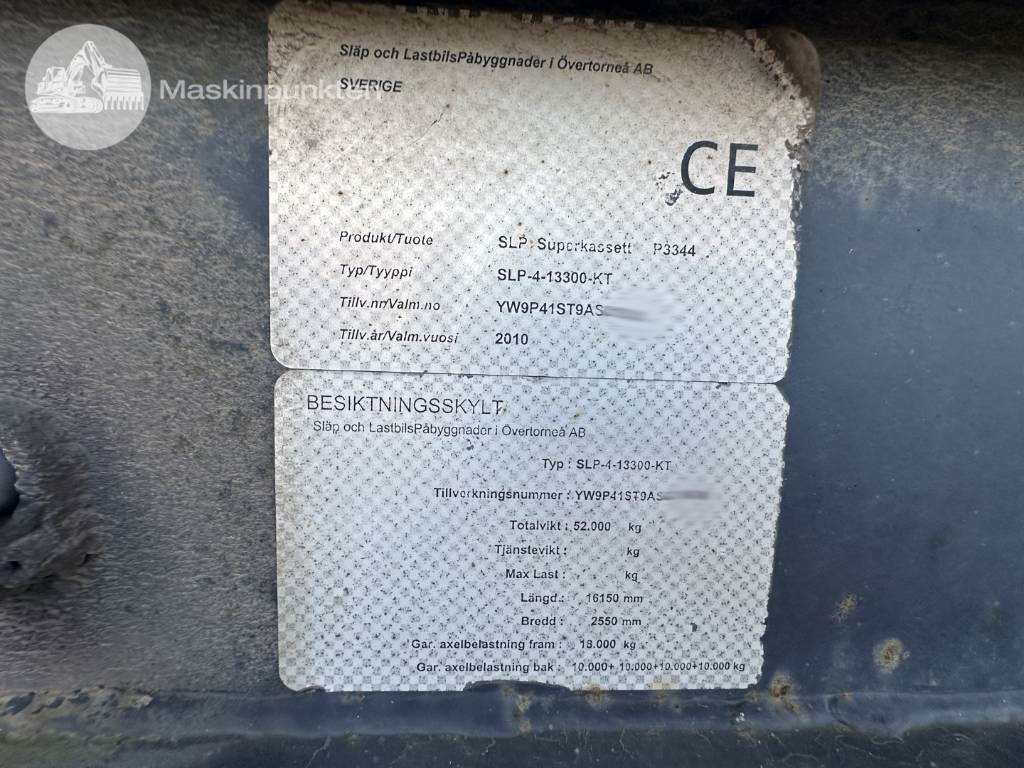 Maskinpunkten
Släp och LastbilsPåbyggnader i Övertorneå AB
SVERIGE
CE
Produkt/Tuote SLP Superkassett P3344
Typ/Tyyppi SLP-4-13300-KT
Tillv.nr/Valm.no YW9P41ST9AS
Tillv.år/Valm.vuosi 2010
BESIKTNINGSSKYLT
Släp och LastbilsPåbyggnader i Övertorneå AB
Typ : SLP-4-13300-KT
Tillverkningsnummer : YW9P41ST9AS
Totalvikt : 52.000 kg
Tjänstevikt : kg
Max Last : kg
Längd : 16150 mm
Bredd : 2550 mm
Gar. axelbelastning fram : 18.000 kg
Gar. axelbelastning bak : 10.000+ 10.000+10.000+10.000 kg